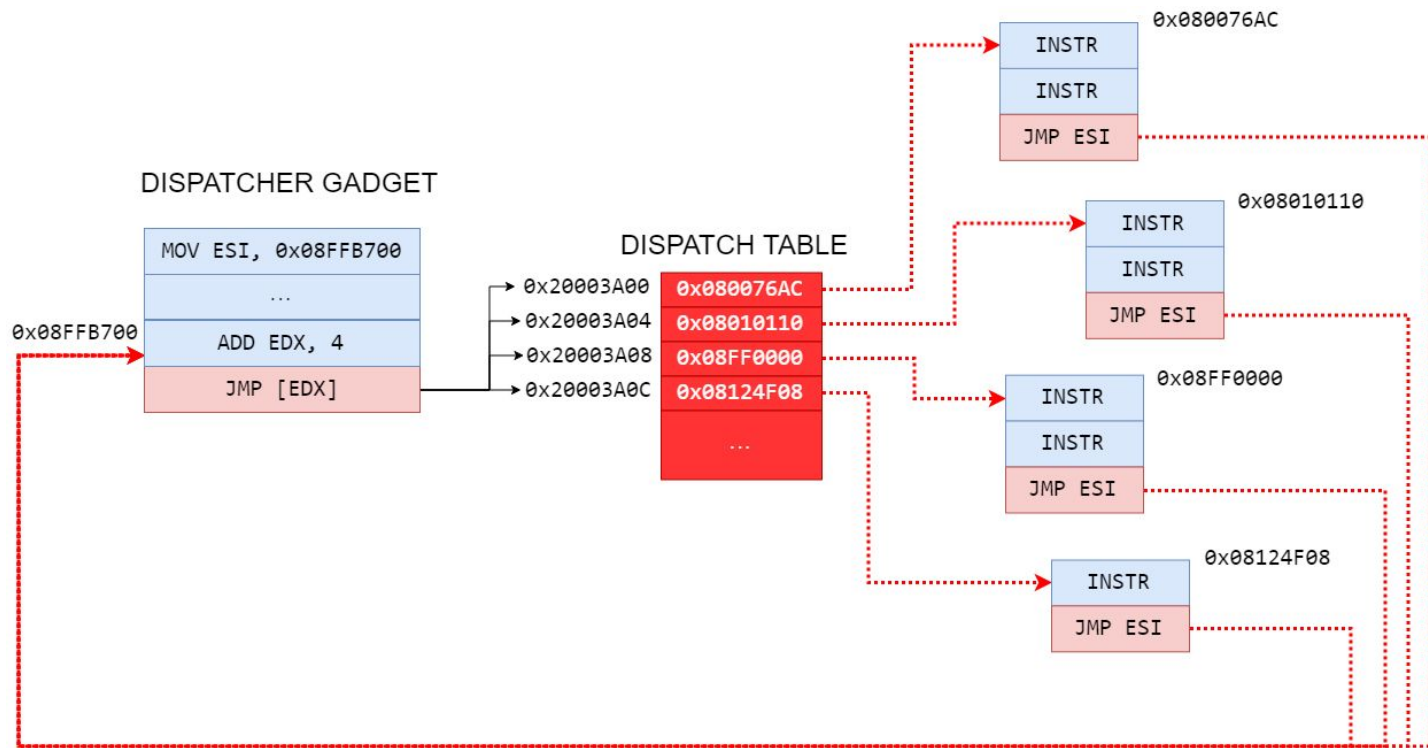 DISPATCHER GADGET
MOV ESI, 0x08FFB700
...
0x08FFB700
ADD EDX, 4
JMP [EDX]
DISPATCH TABLE
0x20003A00
0x080076AC
0x20003A04
0x08010110
0x20003A08
0x08FF0000
0x20003A0C
0x08124F08
...
0x080076AC
INSTR
INSTR
JMP ESI
0x08010110
INSTR
INSTR
JMP ESI
0x08FF0000
INSTR
INSTR
JMP ESI
0x08124F08
INSTR
JMP ESI